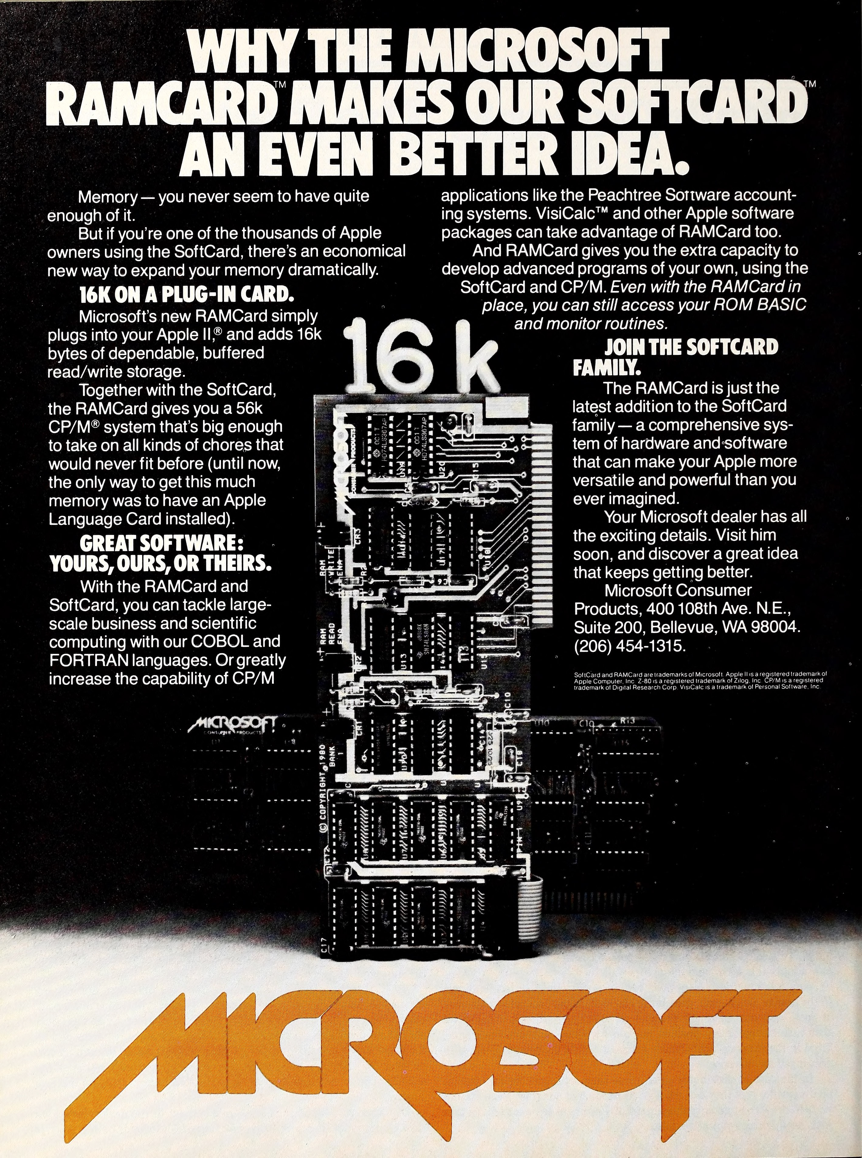 WHY THE MICROSOFT
RAMCARD™ MAKES OUR SOFTCARD™
AN EVEN BETTER IDEA.
Memory — you never seem to have quite
enough of it.
But if you're one of the thousands of Apple
owners using the SoftCard, there's an economical
new way to expand your memory dramatically.
16K ON A PLUG-IN CARD.
Microsoft's new RAMCard simply
plugs into your Apple II,® and adds 16k
bytes of dependable, buffered
read/write storage.
Together with the SoftCard,
the RAMCard gives you a 56k
CP/M® system that's big enough
to take on all kinds of chores that
would never fit before (until now,
the only way to get this much
memory was to have an Apple
Language Card installed).
GREAT SOFTWARE:
YOURS, OURS, OR THEIRS.
With the RAMCard and
SoftCard, you can tackle large-
scale business and scientific
computing with our COBOL and
FORTRAN languages. Or greatly
increase the capability of CP/M
applications like the Peachtree Software account-
ing systems. VisiCalc™ and other Apple software
packages can take advantage of RAMCard too.
And RAMCard gives you the extra capacity to
develop advanced programs of your own, using the
SoftCard and CP/M. Even with the RAMCard in
place, you can still access your ROM BASIC
and monitor routines.
JOIN THE SOFTCARD
FAMILY.
The RAMCard is just the
latest addition to the SoftCard
family — a comprehensive sys-
tem of hardware and software
that can make your Apple more
versatile and powerful than you
ever imagined.
Your Microsoft dealer has all
the exciting details. Visit him
soon, and discover a great idea
that keeps getting better.
Microsoft Consumer
Products, 400 108th Ave. N.E.,
Suite 200, Bellevue, WA 98004.
(206) 454-1315.
SoftCard and RAMCard are trademarks of Microsoft. Apple II is a registered trademark of
Apple Computer, Inc. Z-80 is a registered trademark of Zilog, Inc. CP/M is a registered
trademark of Digital Research Corp. VisiCalc is a trademark of Personal Software, Inc.
16 k
RAM
WRITE
ENA
RAM
READ
ENA
BANK
© COPYRIGHT 1980
C17
MICROSOFT
CONSUMER PRODUCTS
C10 R13
MICROSOFT